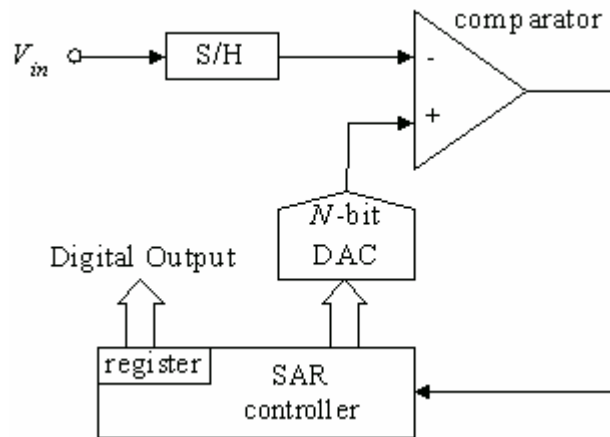 comparator
V_in
S/H
-
+
N-bit
DAC
Digital Output
register
SAR
controller